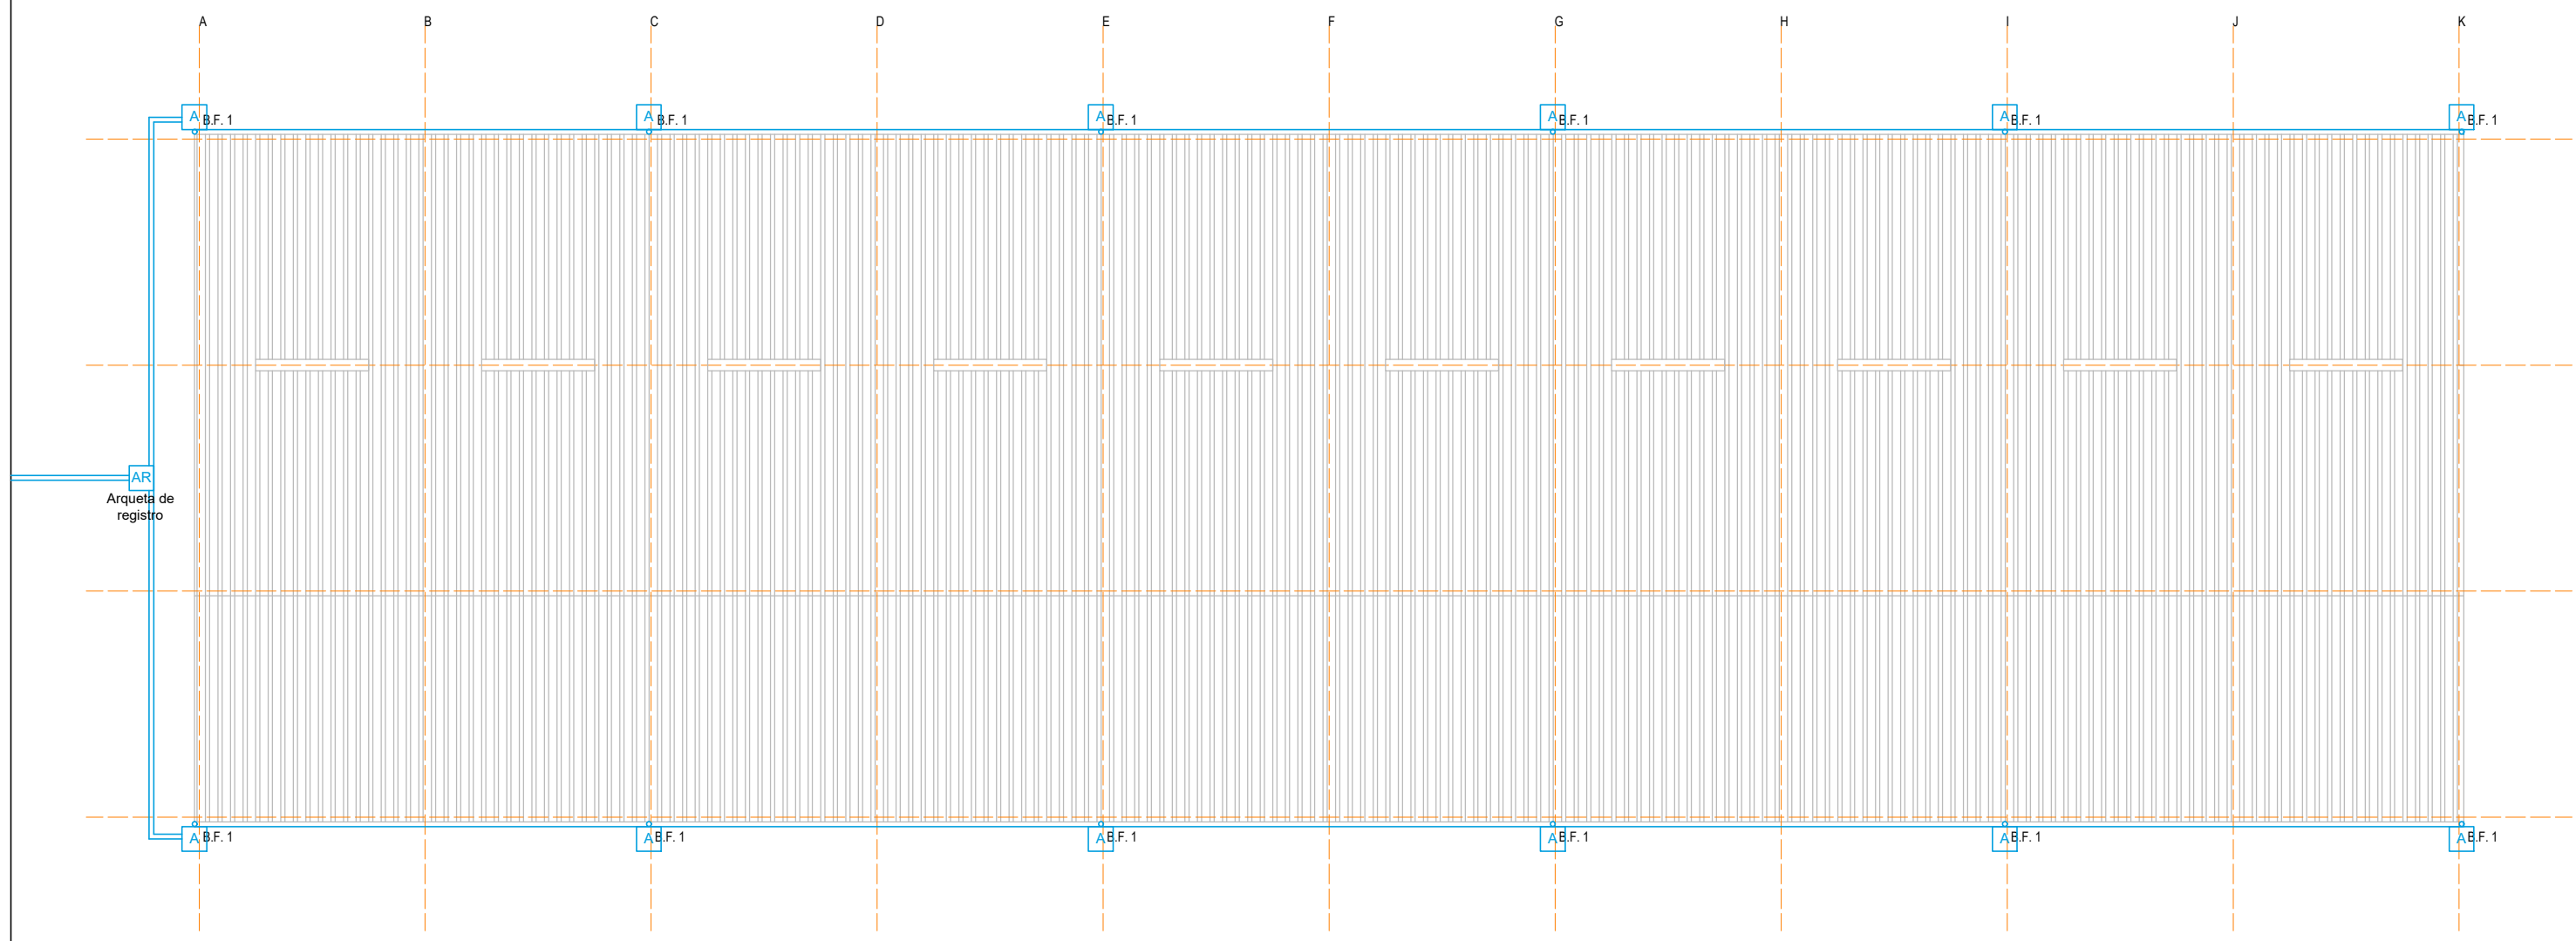 A B C D E F G H I J K
A B.F. 1 A B.F. 1 A B.F. 1 A B.F. 1 A B.F. 1 A B.F. 1
AR
Arqueta de
registro
A B.F. 1 A B.F. 1 A B.F. 1 A B.F. 1 A B.F. 1 A B.F. 1